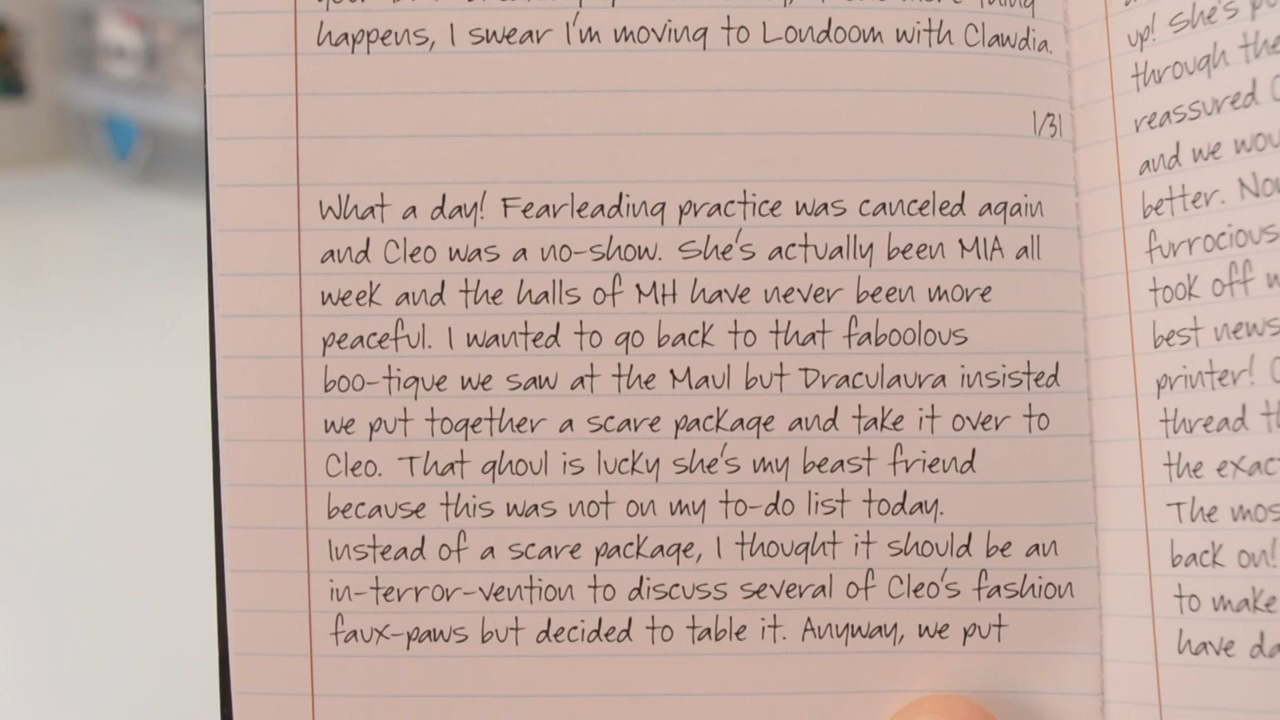 happens, I swear I'm moving to Londoom with Clawdia.
1/31
What a day! Fearleading practice was canceled again
and Cleo was a no-show. She's actually been MIA all
week and the halls of MH have never been more
peaceful. I wanted to go back to that faboolous
boo-tique we saw at the Maul but Draculaura insisted
we put together a scare package and take it over to
Cleo. That ghoul is lucky she's my beast friend
because this was not on my to-do list today.
Instead of a scare package, I thought it should be an
in-terror-vention to discuss several of Cleo's fashion
faux-paws but decided to table it. Anyway, we put
up! She's
through the
reassured
and we
better.
furrocious
took off
best news
printer!
thread
the
The
back on!
to make
have